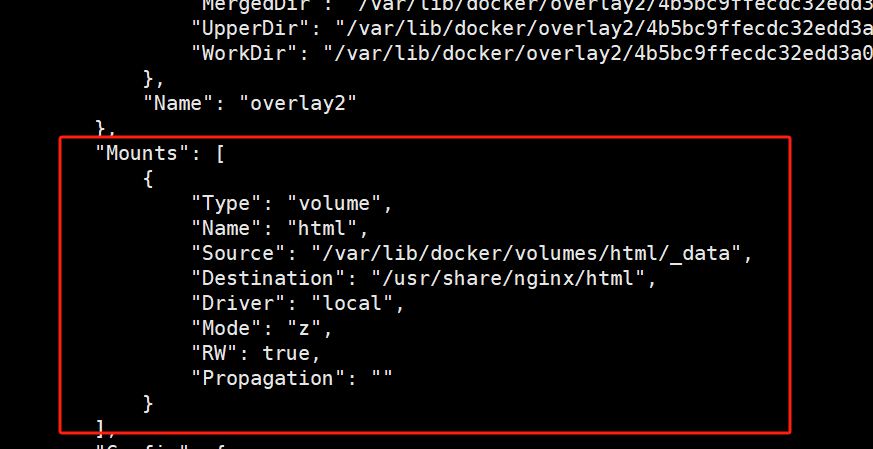 "MergedDir": "/var/lib/docker/overlay2/4b5bc9ffecdc32edd3
"UpperDir": "/var/lib/docker/overlay2/4b5bc9ffecdc32edd3a
"WorkDir": "/var/lib/docker/overlay2/4b5bc9ffecdc32edd3a0
},
"Name": "overlay2"
},
"Mounts": [
{
"Type": "volume",
"Name": "html",
"Source": "/var/lib/docker/volumes/html/_data",
"Destination": "/usr/share/nginx/html",
"Driver": "local",
"Mode": "z",
"RW": true,
"Propagation": ""
}
],